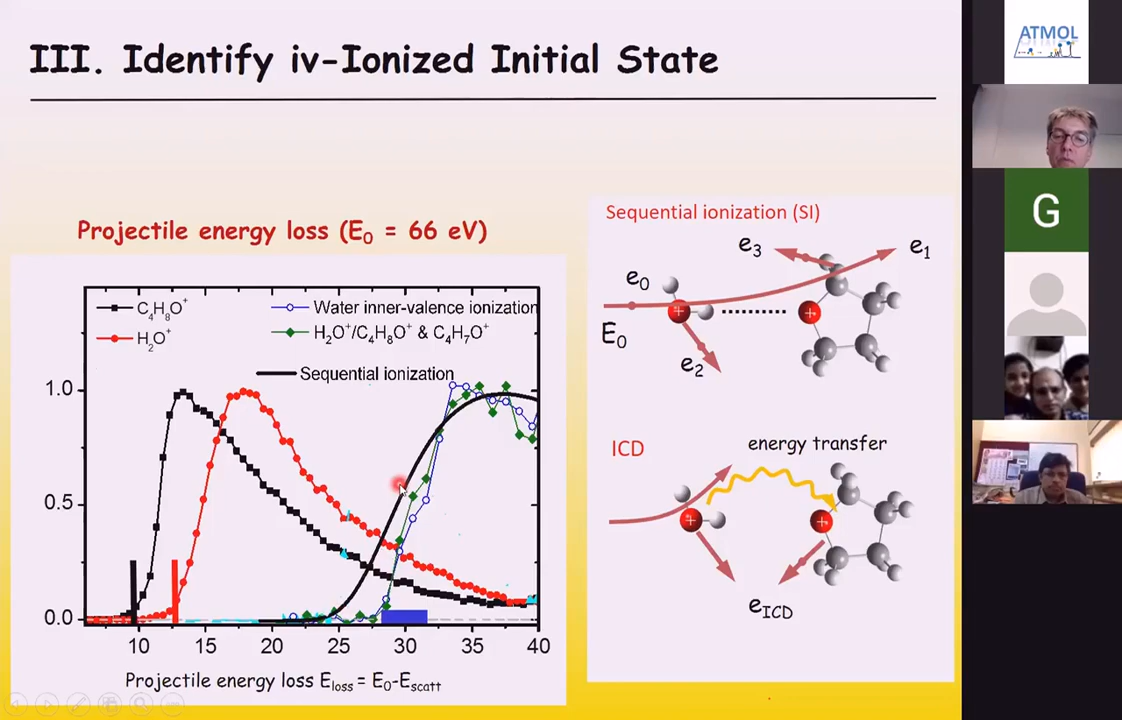 III. Identify iv-Ionized Initial State
Projectile energy loss (E₀ = 66 eV)
C₄H₈O⁺
H₂O⁺
Water inner-valence ionization
H₂O⁺/C₄H₈O⁺ & C₄H₇O⁺
Sequential ionization
1.0
0.5
0.0
10 15 20 25 30 35 40
Projectile energy loss Eloss = E₀-Escatt
Sequential ionization (SI)
e₃
e₁
e₀
E₀
e₂
+
+
ICD
energy transfer
+
+
eICD
ATMOL
G